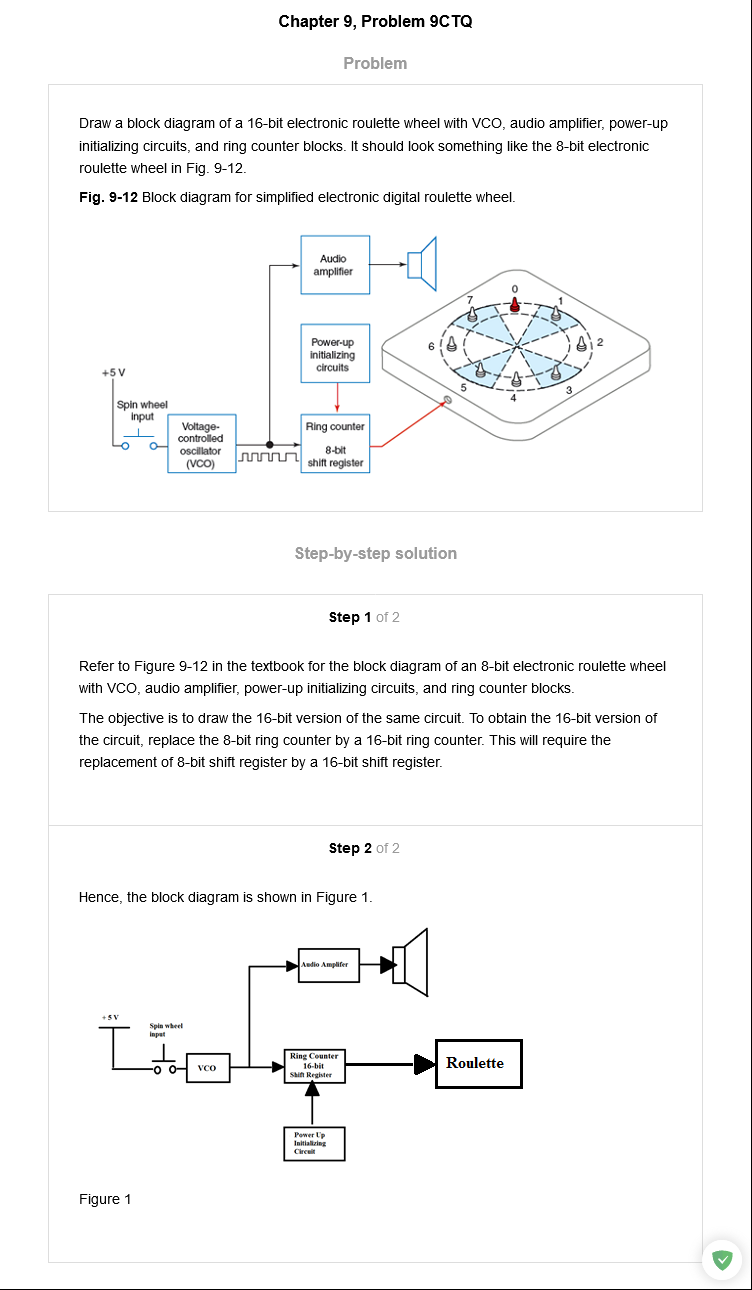 Chapter 9, Problem 9CTQ
Problem
Draw a block diagram of a 16-bit electronic roulette wheel with VCO, audio amplifier, power-up
initializing circuits, and ring counter blocks. It should look something like the 8-bit electronic
roulette wheel in Fig. 9-12.
Fig. 9-12 Block diagram for simplified electronic digital roulette wheel.
Audio
amplifier
Power-up
initializing
circuits
+5 V
Spin wheel
input
Voltage-
controlled
oscillator
(VCO)
Ring counter
8-bit
shift register
0
1
2
3
4
5
6
7
Step-by-step solution
Step 1 of 2
Refer to Figure 9-12 in the textbook for the block diagram of an 8-bit electronic roulette wheel
with VCO, audio amplifier, power-up initializing circuits, and ring counter blocks.
The objective is to draw the 16-bit version of the same circuit. To obtain the 16-bit version of
the circuit, replace the 8-bit ring counter by a 16-bit ring counter. This will require the
replacement of 8-bit shift register by a 16-bit shift register.
Step 2 of 2
Hence, the block diagram is shown in Figure 1.
Audio Amplifer
+5 V
Spin wheel
input
VCO
Ring Counter
16-bit
Shift Register
Roulette
Power Up
Initializing
Circuit
Figure 1